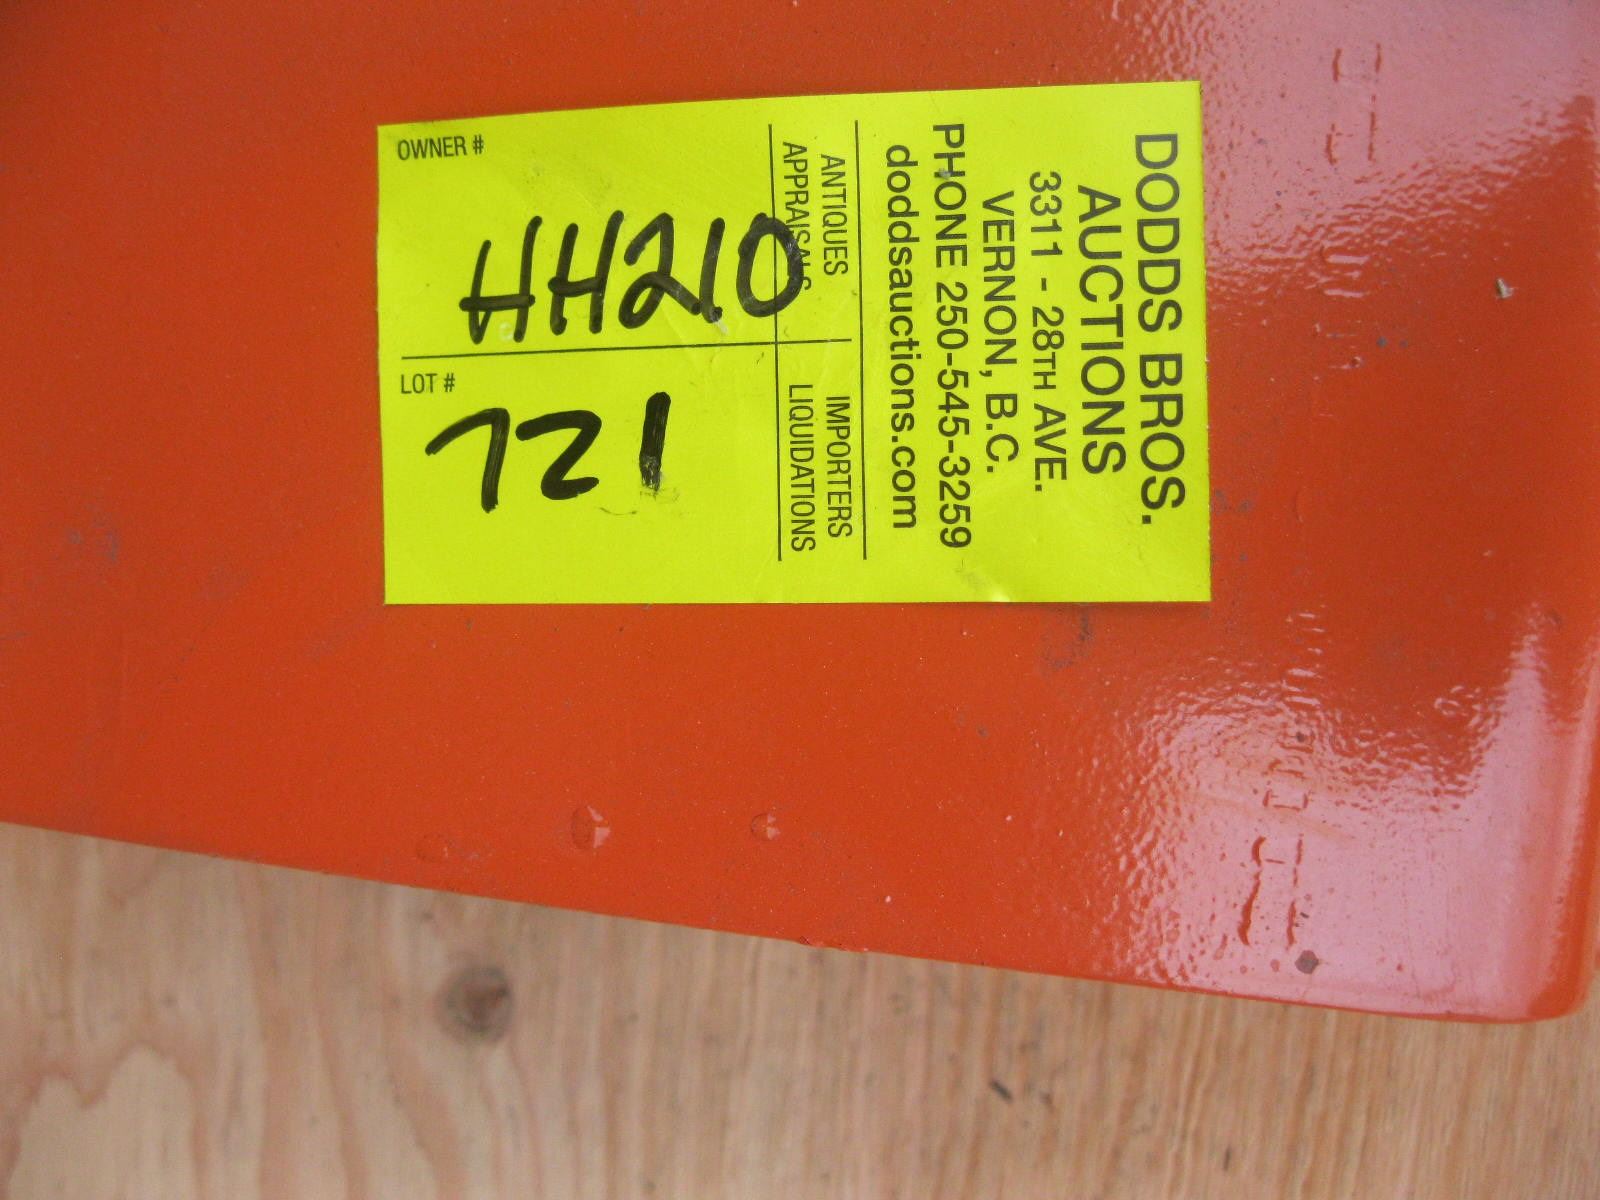 DODDS BROS.
AUCTIONS
3311 - 28TH AVE.
VERNON, B.C.
PHONE 250-545-3259
doddsauctions.com
ANTIQUES IMPORTERS
APPRAISALS LIQUIDATIONS
OWNER #
HH210
LOT #
721